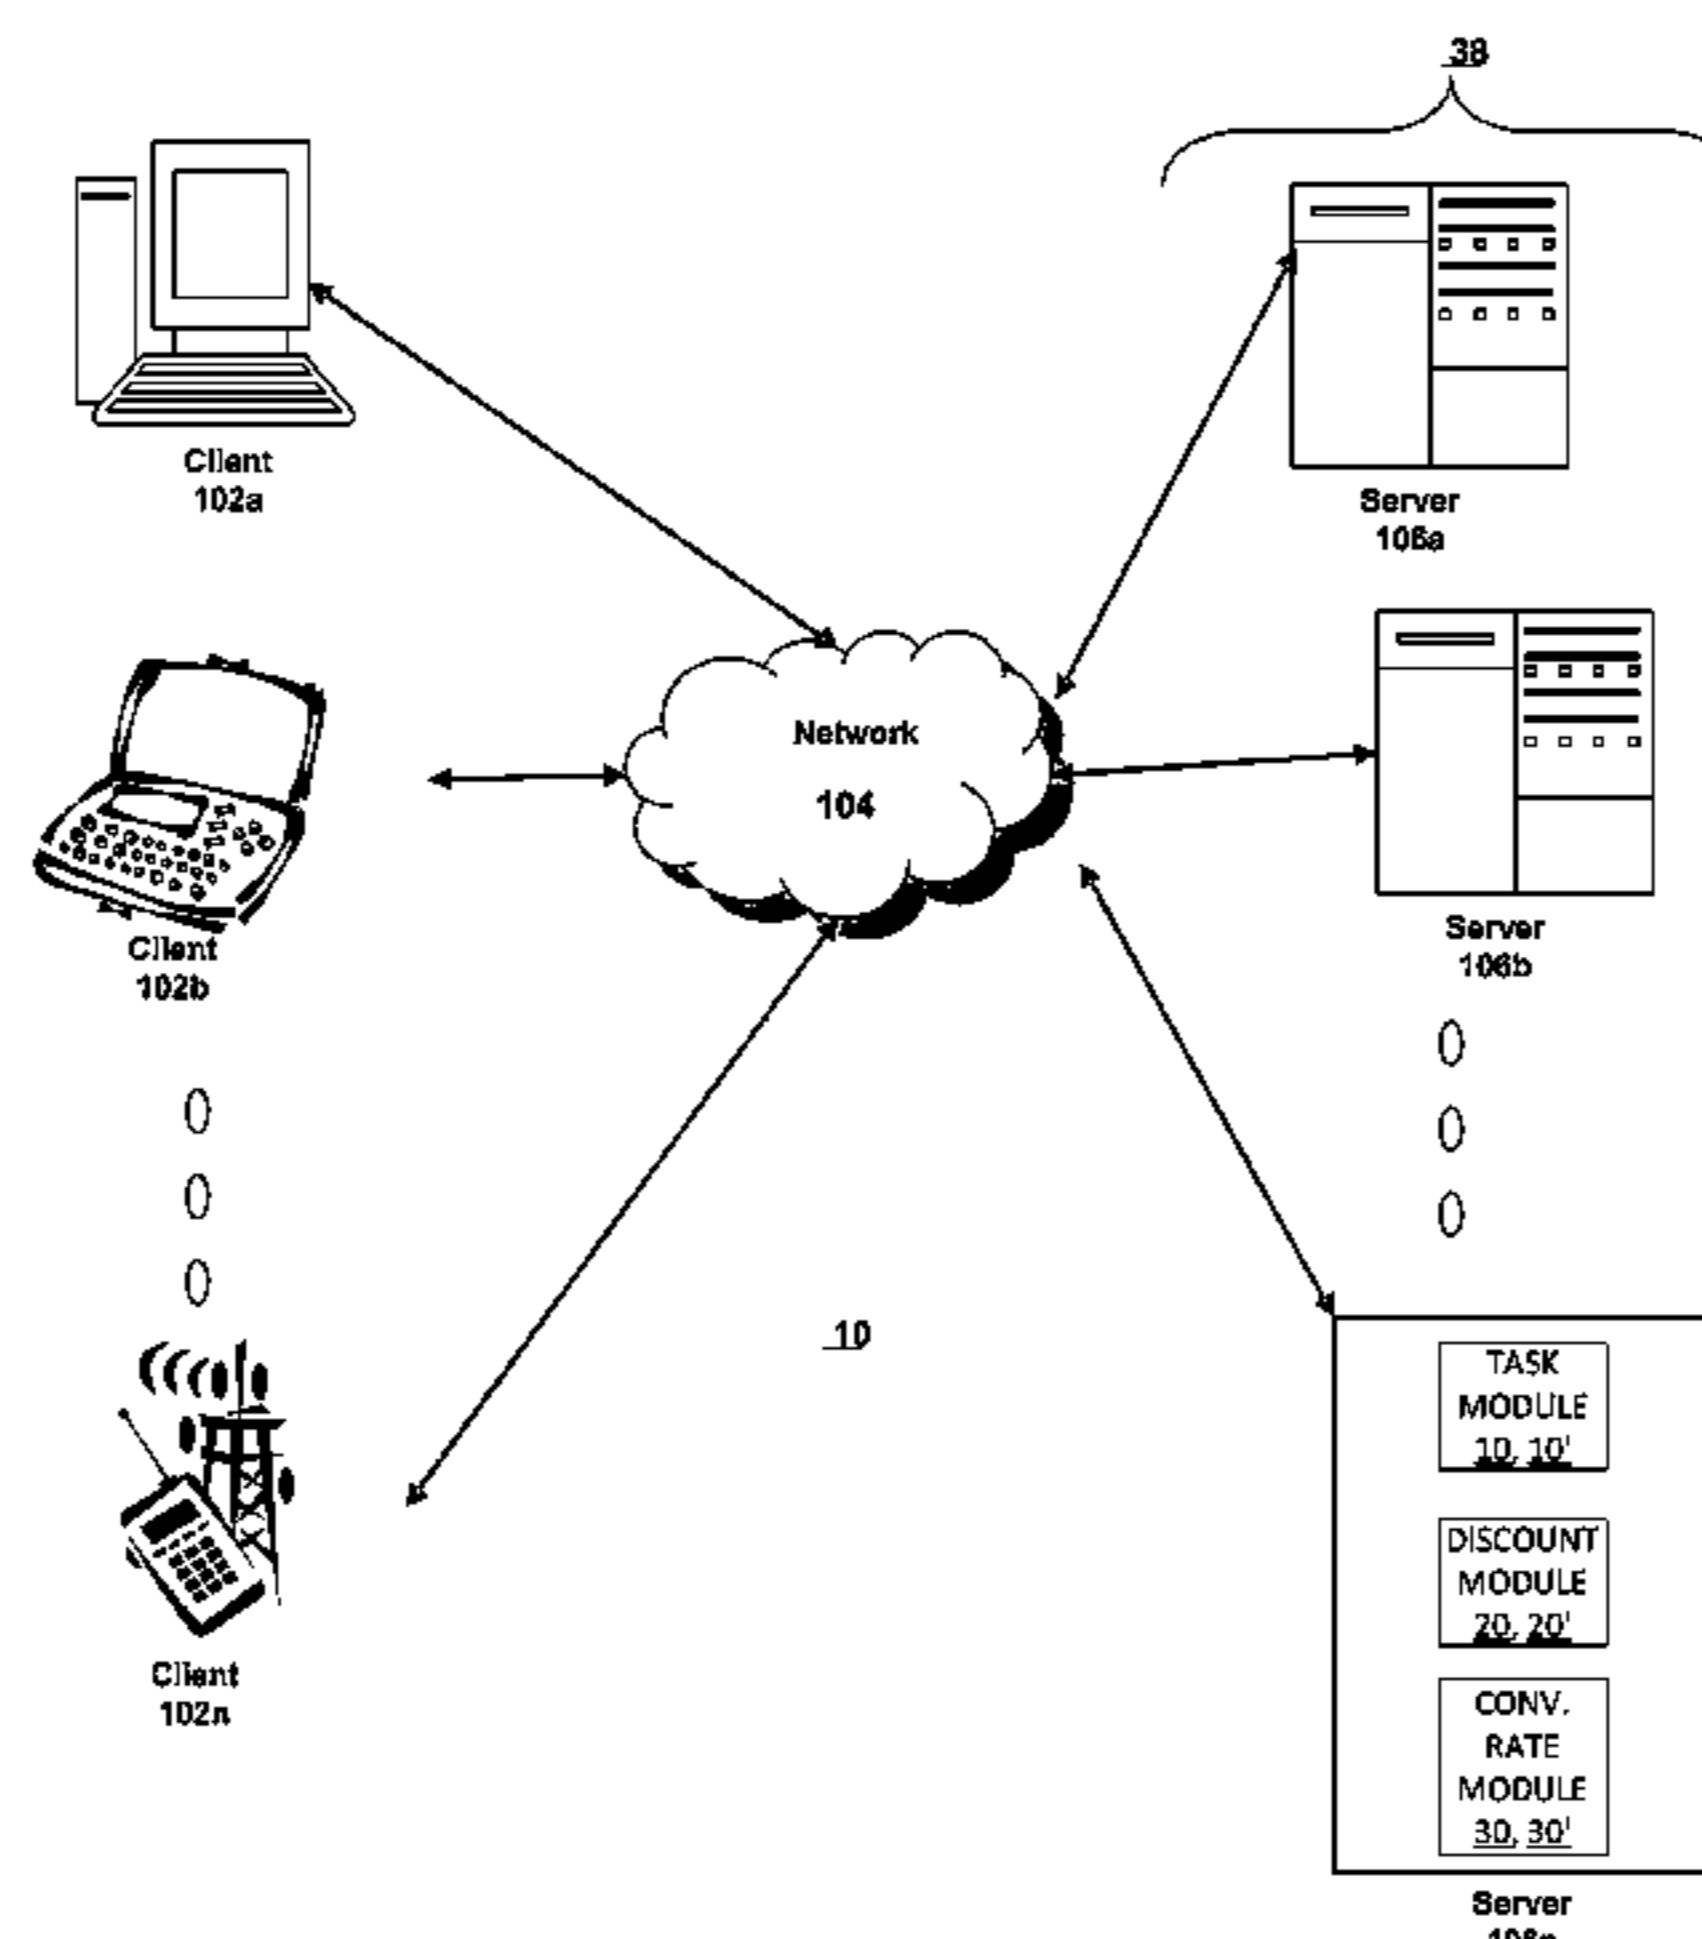 38
Client
102a
Server
106a
Network
104
Client
102b
Server
106b
10
TASK
MODULE
10, 10'
DISCOUNT
MODULE
20, 20'
Client
102n
CONV.
RATE
MODULE
30, 30'
Server